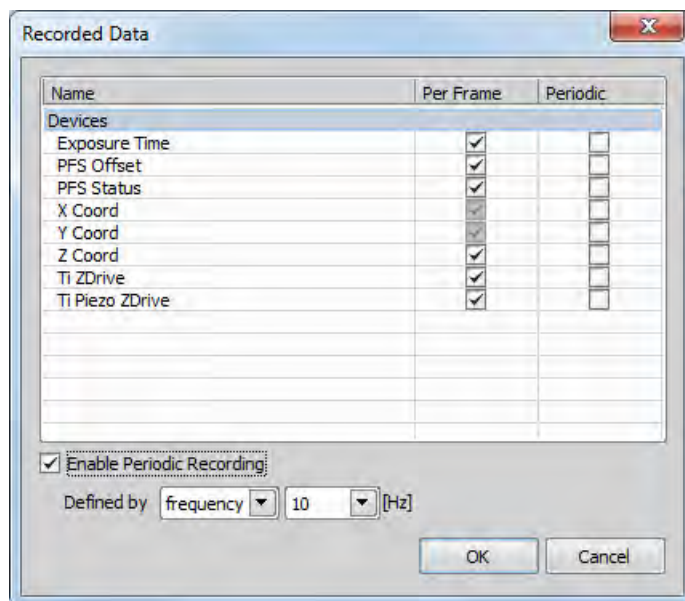 Recorded Data
Name Per Frame Periodic
Devices
Exposure Time
PFS Offset
PFS Status
X Coord
Y Coord
Z Coord
Ti ZDrive
Ti Piezo ZDrive
Enable Periodic Recording
Defined by frequency 10 [Hz]
OK Cancel